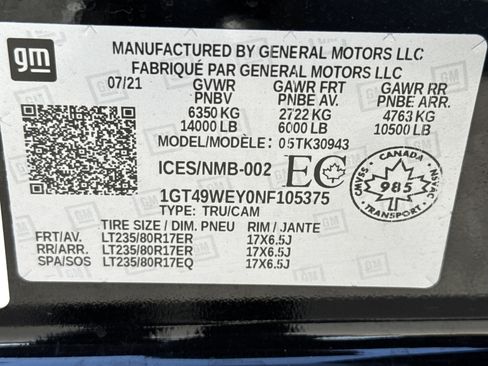 gm
MANUFACTURED BY GENERAL MOTORS LLC
FABRIQUÉ PAR GENERAL MOTORS LLC
07/21 GVWR GAWR FRT GAWR RR
PNBV PNBE AV. PNBE ARR.
6350 KG 2722 KG 4763 KG
14000 LB 6000 LB 10500 LB
MODEL/MODÈLE: 06TK30943
ICES/NMB-002 EC
CANADA
NSVAC
985
TRANSPORT
1GT49WEY0NF105375
TYPE: TRU/CAM
TIRE SIZE / DIM. PNEU RIM / JANTE
FRT/AV. LT235/80R17ER 17X6.5J
RR/ARR. LT235/80R17ER 17X6.5J
SPA/SOS LT235/80R17EQ 17X6.5J